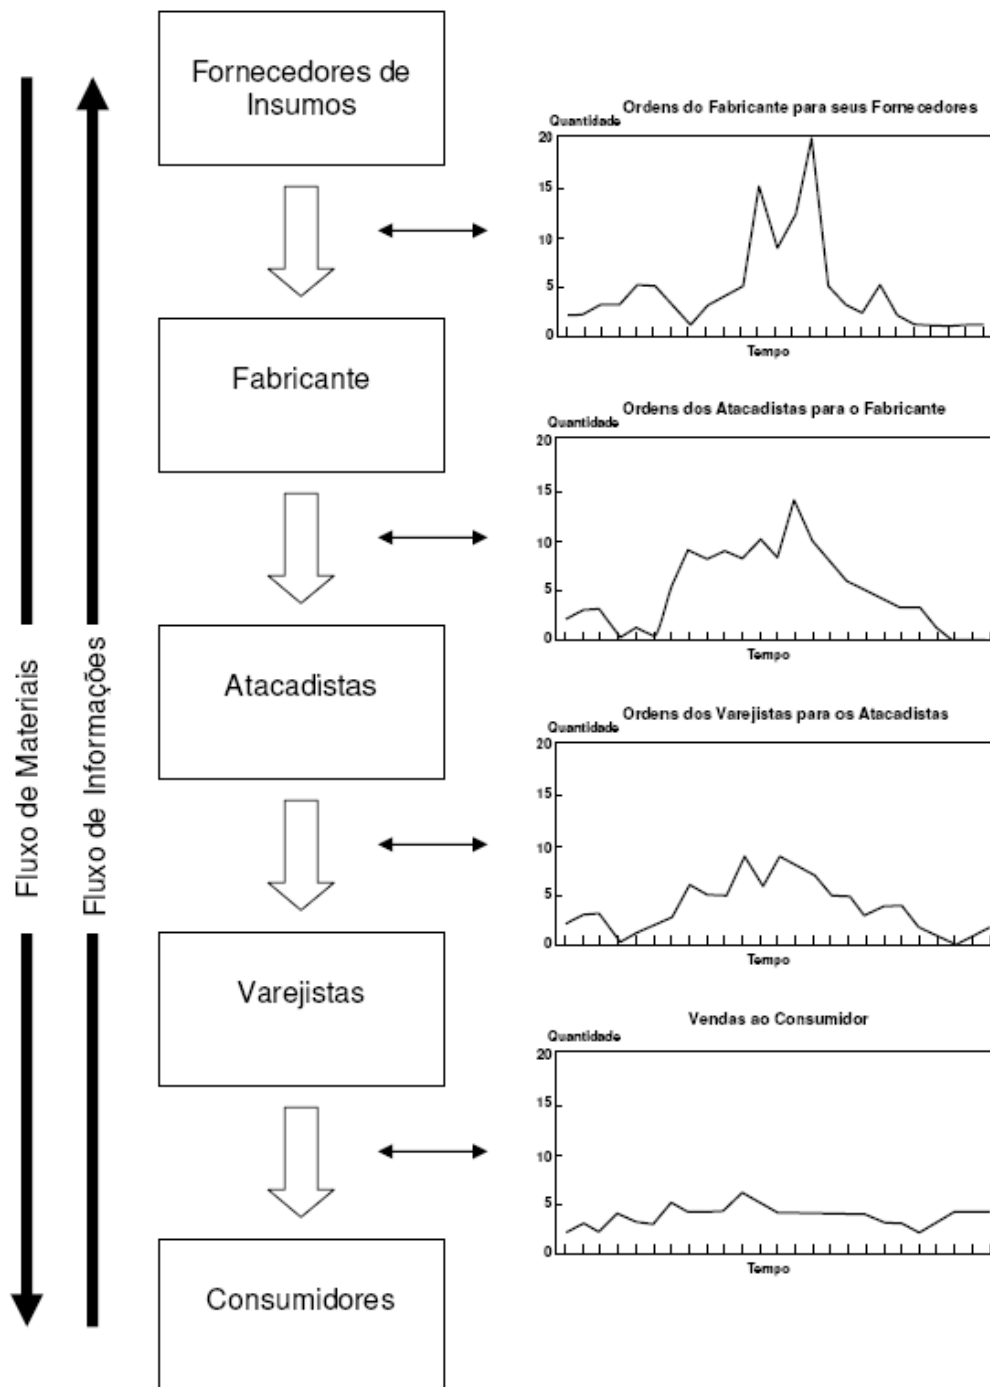 Fornecedores de
Insumos
Ordens do Fabricante para seus Fornecedores
Quantidade
20
15
10
5
0
Tempo
Fabricante
Ordens dos Atacadistas para o Fabricante
Quantidade
20
15
10
5
0
Tempo
Atacadistas
Fluxo de Materiais
Fluxo de Informações
Ordens dos Varejistas para os Atacadistas
Quantidade
20
15
10
5
0
Tempo
Varejistas
Vendas ao Consumidor
Quantidade
20
15
10
5
0
Tempo
Consumidores